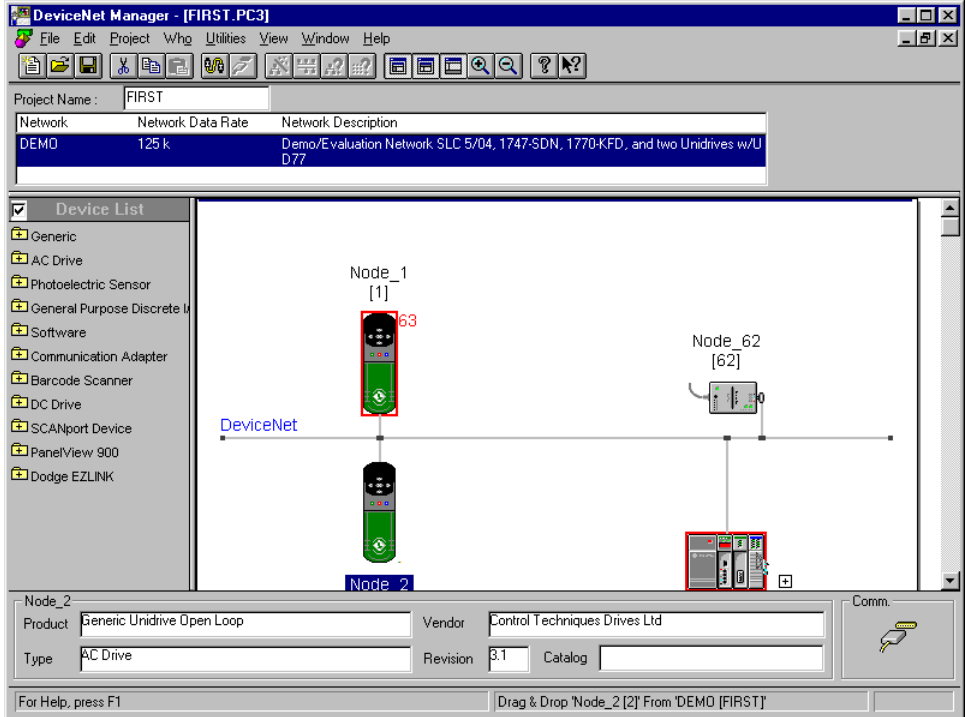 DeviceNet Manager - [FIRST.PC3]
File Edit Project Who Utilities View Window Help
Project Name : FIRST
Network Network Data Rate Network Description
DEMO 125 k Demo/Evaluation Network SLC 5/04, 1747-SDN, 1770-KFD, and two Unidrives w/U
D77
Device List
Generic
AC Drive
Photoelectric Sensor
General Purpose Discrete I/
Software
Communication Adapter
Barcode Scanner
DC Drive
SCANport Device
PanelView 900
Dodge EZLINK
Node_1
[1]
63
Node_62
[62]
DeviceNet
Node_2
Node_2
Product Generic Unidrive Open Loop Vendor Control Techniques Drives Ltd
Type AC Drive Revision 3.1 Catalog
Comm.
For Help, press F1 Drag & Drop 'Node_2 [2]' From 'DEMO [FIRST]'